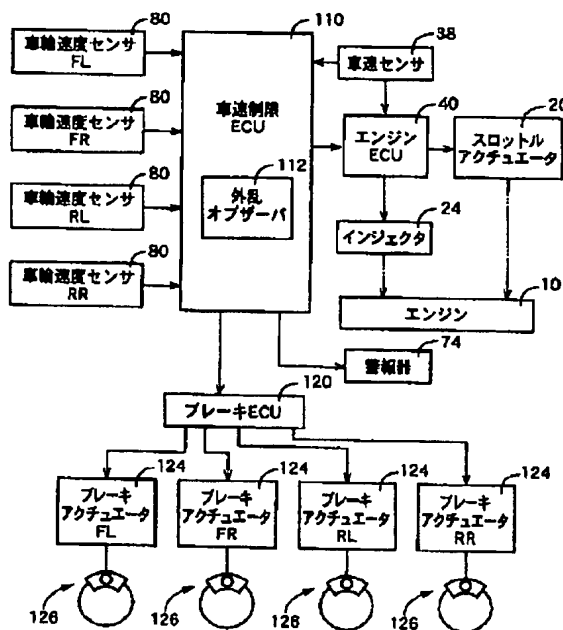 80
車輪速度センサ
FL
80
車輪速度センサ
FR
80
車輪速度センサ
RL
80
車輪速度センサ
RR
110
車速制限
ECU
112
外乱
オブザーバ
38
車速センサ
40
エンジン
ECU
26
スロットル
アクチュエータ
24
インジェクタ
10
エンジン
74
警報器
120
ブレーキECU
124
ブレーキ
アクチュエータ
FL
124
ブレーキ
アクチュエータ
FR
124
ブレーキ
アクチュエータ
RL
124
ブレーキ
アクチュエータ
RR
126
126
126
126